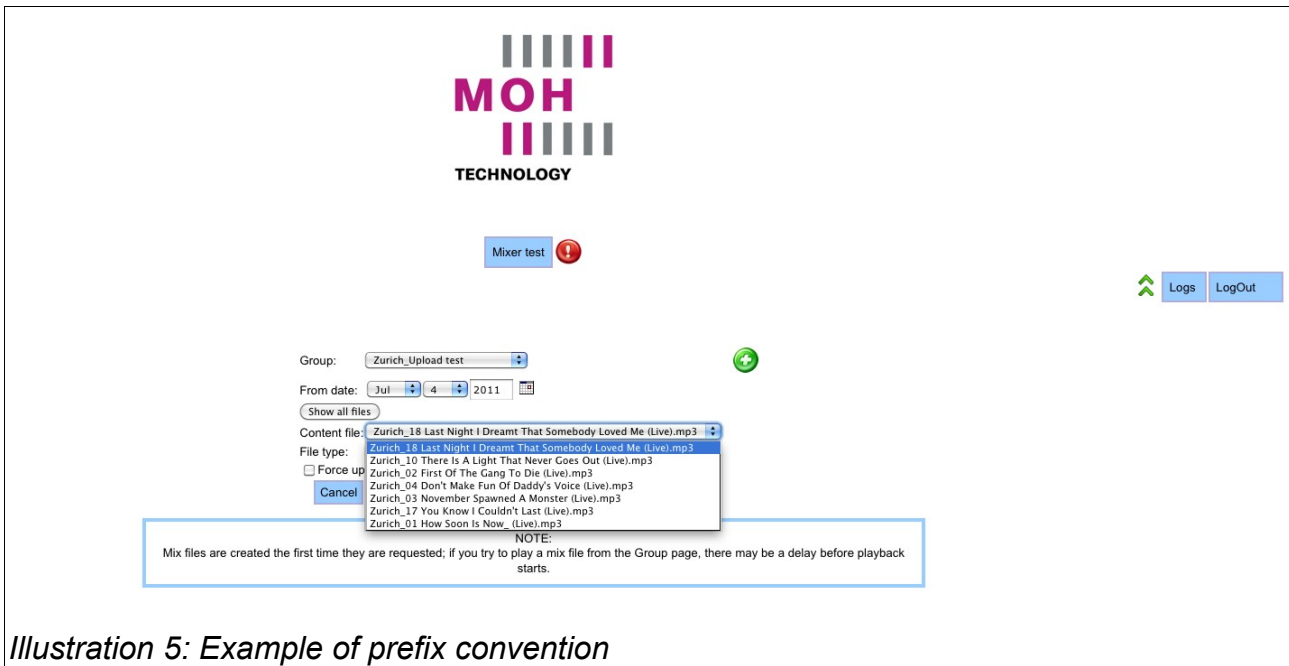 MOH
TECHNOLOGY
Mixer test
Logs LogOut
Group: Zurich_Upload test
From date: Jul 4 2011
Show all files
Content file: Zurich_18 Last Night I Dreamt That Somebody Loved Me (Live).mp3
File type: Zurich_18 Last Night I Dreamt That Somebody Loved Me (Live).mp3
Zurich_10 There Is A Light That Never Goes Out (Live).mp3
Force up
Zurich_02 First Of The Gang To Die (Live).mp3
Zurich_04 Don't Make Fun Of Daddy's Voice (Live).mp3
Cancel
Zurich_03 November Spawned A Monster (Live).mp3
Zurich_17 You Know I Couldn't Last (Live).mp3
Zurich_01 How Soon Is Now_ (Live).mp3
NOTE:
Mix files are created the first time they are requested; if you try to play a mix file from the Group page, there may be a delay before playback
starts.
Illustration 5: Example of prefix convention